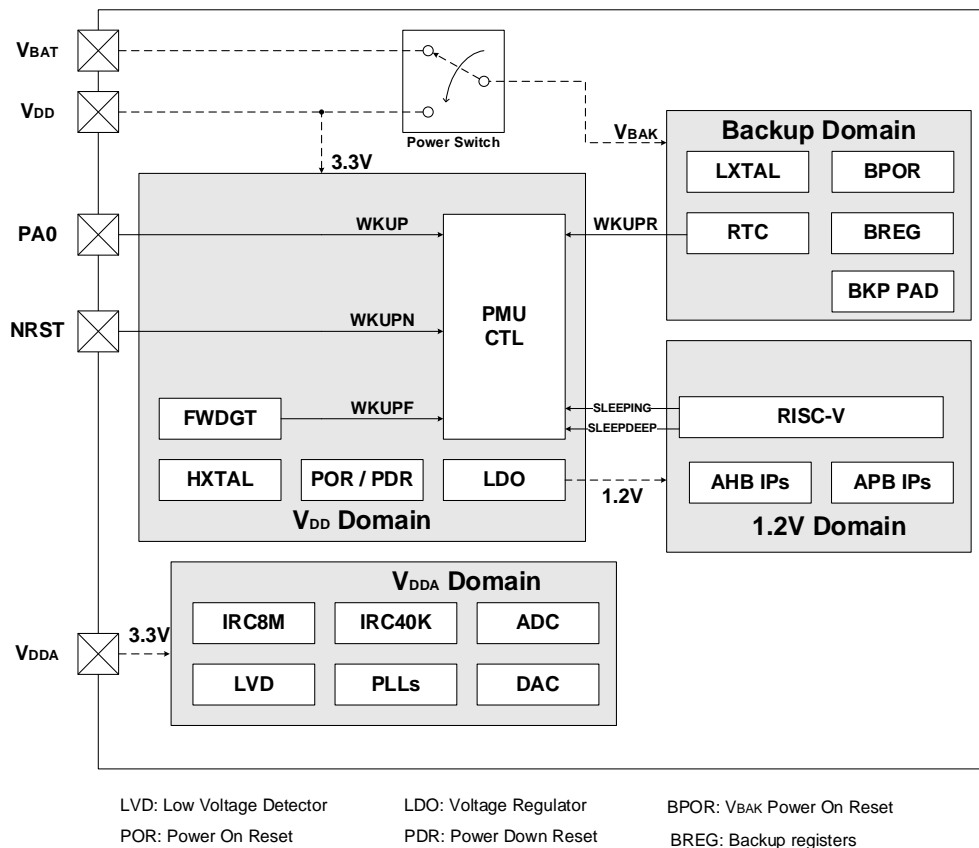 VBAT
VDD
Power Switch
3.3V
VBAK
Backup Domain
LXTAL
BPOR
RTC
BREG
BKP PAD
PA0
WKUP
WKUPR
NRST
WKUPN
PMU
CTL
FWDGT
WKUPF
SLEEPING
SLEEPDEEP
RISC-V
HXTAL
POR / PDR
LDO
1.2V
AHB IPs
APB IPs
VDD Domain
1.2V Domain
VDDA Domain
VDDA
3.3V
IRC8M
IRC40K
ADC
LVD
PLLs
DAC
LVD: Low Voltage Detector
LDO: Voltage Regulator
BPOR: VBAK Power On Reset
POR: Power On Reset
PDR: Power Down Reset
BREG: Backup registers